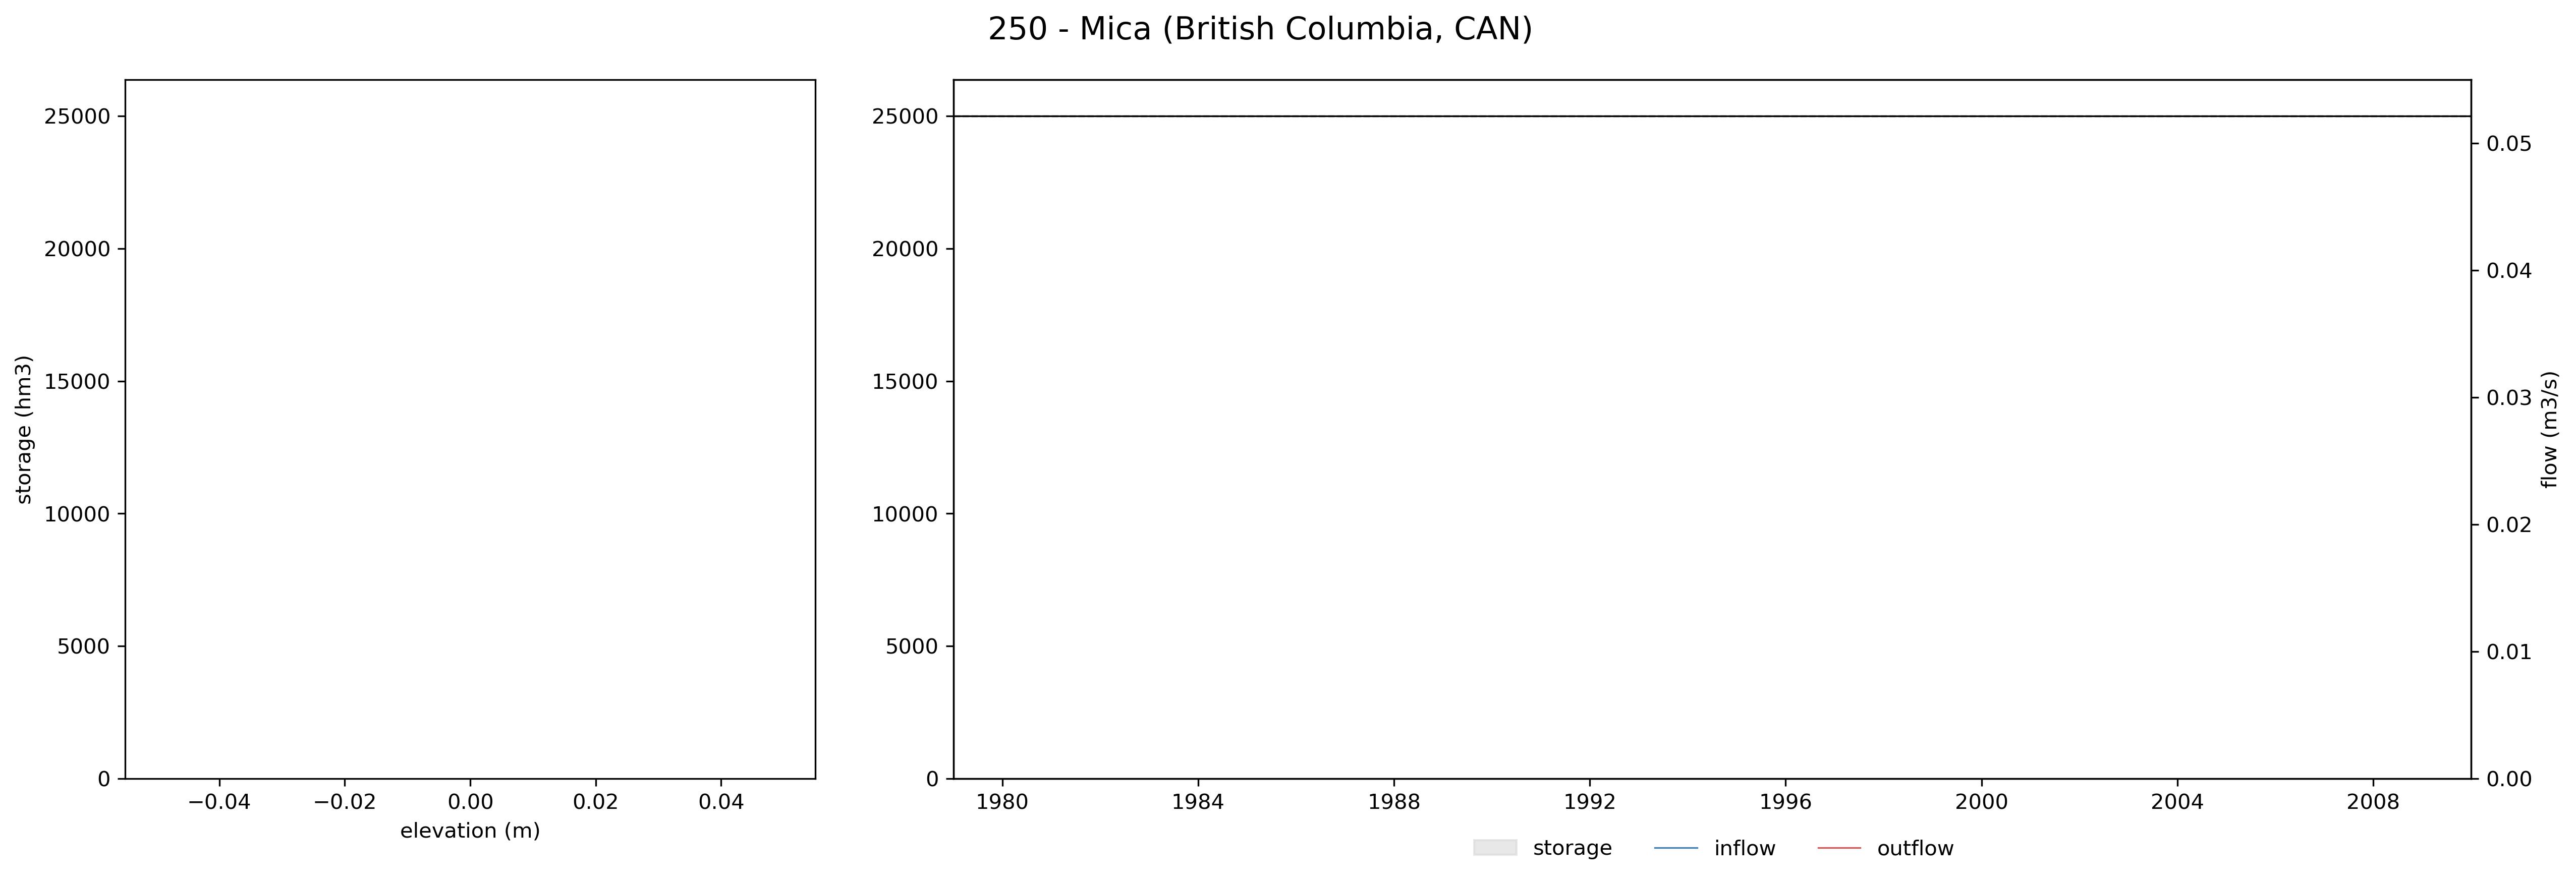 250 - Mica (British Columbia, CAN)
storage (hm3)
25000
20000
15000
10000
5000
0
−0.04 −0.02 0.00 0.02 0.04
elevation (m)
25000
20000
15000
10000
5000
0
1980 1984 1988 1992 1996 2000 2004 2008
0.05
0.04
0.03
0.02
0.01
0.00
flow (m3/s)
storage inflow outflow